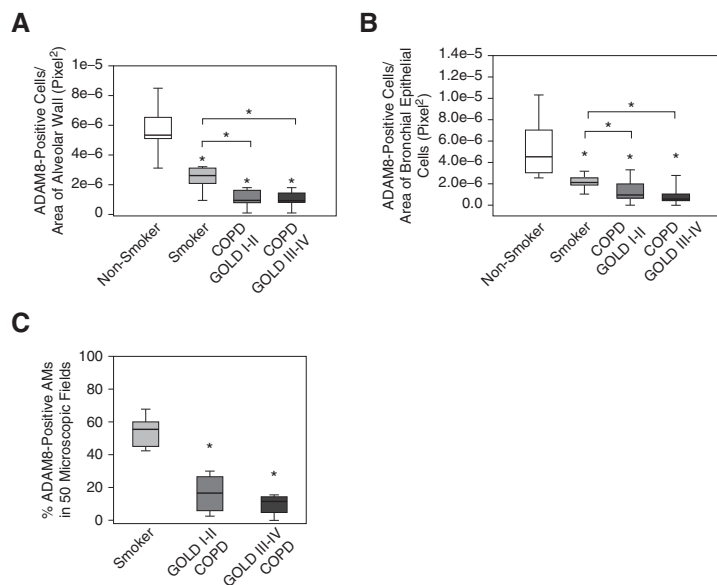 A
ADAM8-Positive Cells/
Area of Alveolar Wall (Pixel²)
1e-5
8e-6
6e-6
4e-6
2e-6
0
*
*
*
*
*
Non-Smoker
Smoker
COPD
GOLD I-II
COPD
GOLD III-IV
B
ADAM8-Positive Cells/
Area of Bronchial Epithelial
Cells (Pixel²)
1.4e-5
1.2e-5
1.0e-5
8.0e-6
6.0e-6
4.0e-6
2.0e-6
0.0
*
*
*
*
*
Non-Smoker
Smoker
COPD
GOLD I-II
COPD
GOLD III-IV
C
% ADAM8-Positive AMs
in 50 Microscopic Fields
100
80
60
40
20
0
*
*
Smoker
GOLD I-II
COPD
GOLD III-IV
COPD